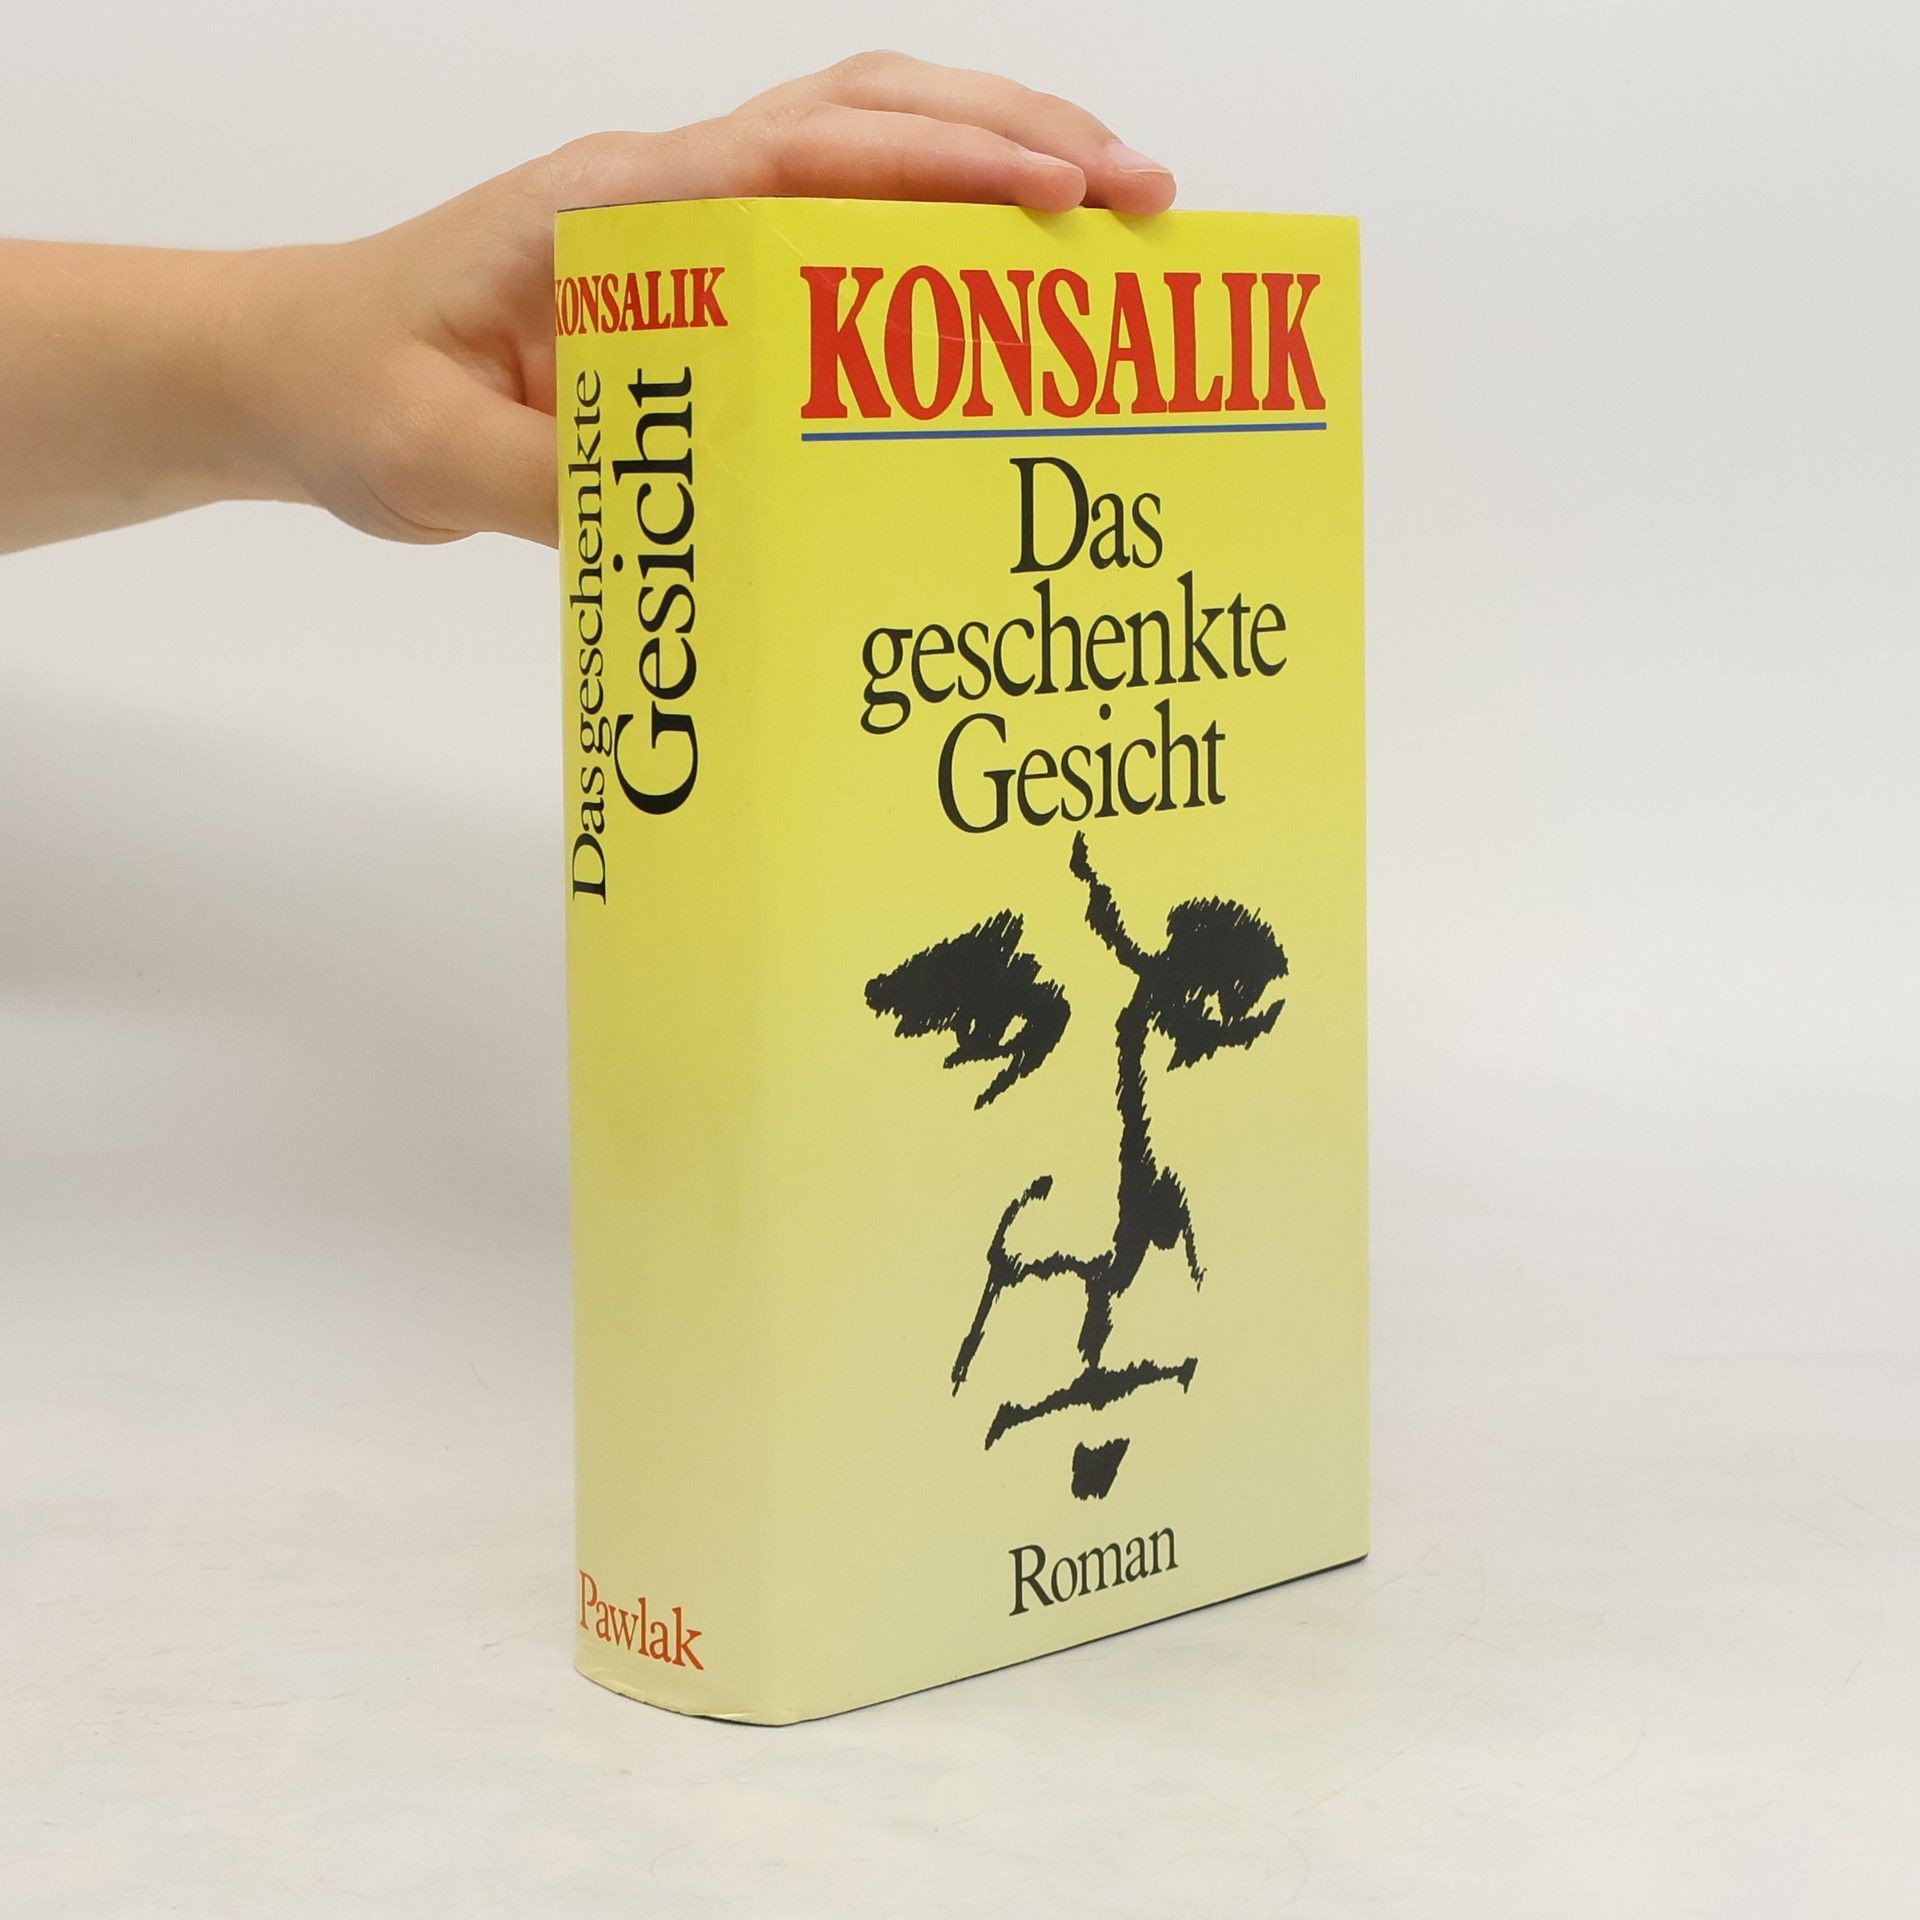 KONSALIK
Das geschenkte
Gesicht
Pawlak
KONSALIK
Das
geschenkte
Gesicht
Roman